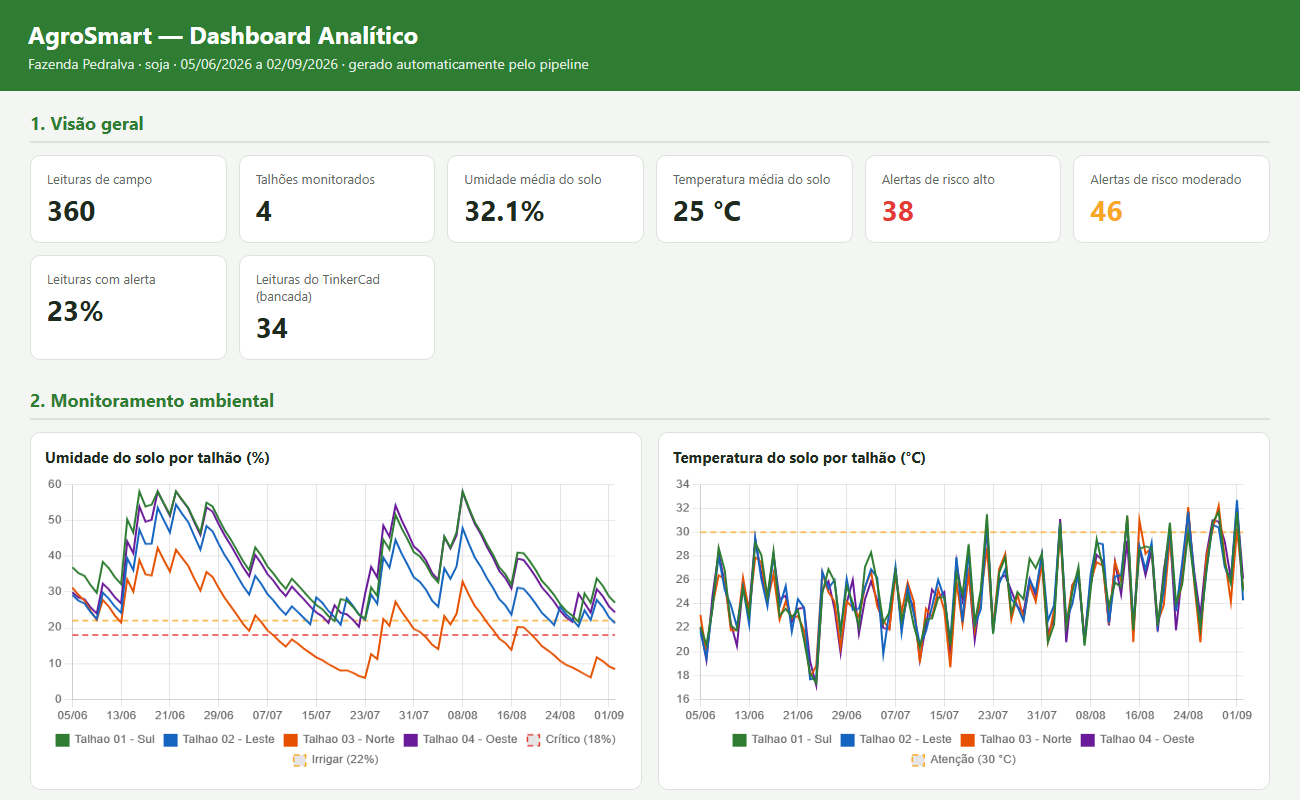 AgroSmart — Dashboard Analítico
Fazenda Pedralva · soja · 05/06/2026 a 02/09/2026 · gerado automaticamente pelo pipeline
1. Visão geral
Leituras de campo
360
Talhões monitorados
4
Umidade média do solo
32.1%
Temperatura média do solo
25 °C
Alertas de risco alto
38
Alertas de risco moderado
46
Leituras com alerta
23%
Leituras do TinkerCad
(bancada)
34
2. Monitoramento ambiental
Umidade do solo por talhão (%)
60
50
40
30
20
10
0
05/06 13/06 21/06 29/06 07/07 15/07 23/07 31/07 08/08 16/08 24/08 01/09
Talhao 01 - Sul Talhao 02 - Leste Talhao 03 - Norte Talhao 04 - Oeste Crítico (18%)
Irrigar (22%)
Temperatura do solo por talhão (°C)
34
32
30
28
26
24
22
20
18
16
05/06 13/06 21/06 29/06 07/07 15/07 23/07 31/07 08/08 16/08 24/08 01/09
Talhao 01 - Sul Talhao 02 - Leste Talhao 03 - Norte Talhao 04 - Oeste
Atenção (30 °C)